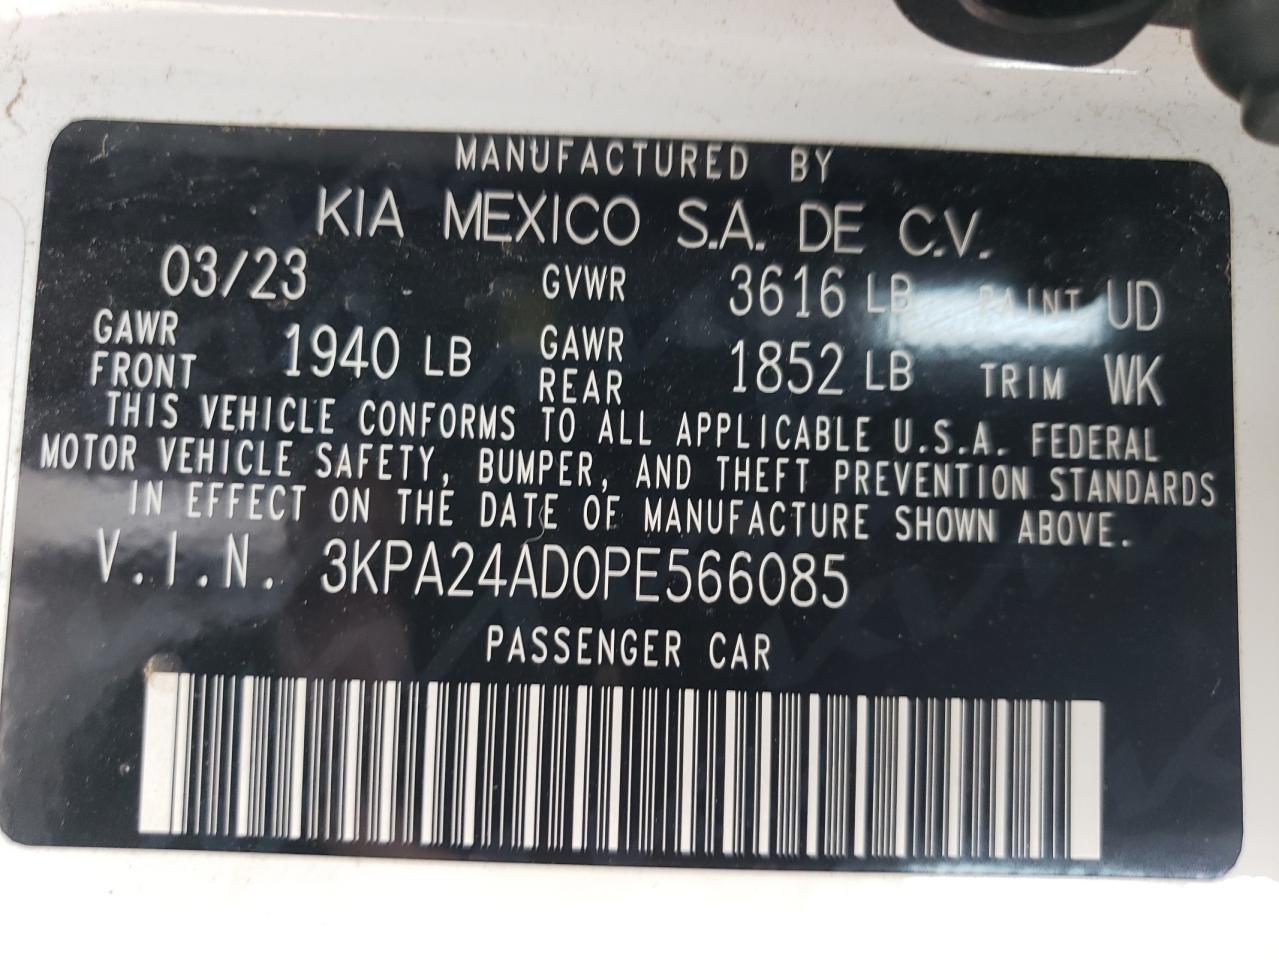 MANUFACTURED BY
KIA MEXICO S.A. DE C.V.
03/23 GVWR 3616 LB PAINT UD
GAWR FRONT 1940 LB GAWR REAR 1852 LB TRIM WK
THIS VEHICLE CONFORMS TO ALL APPLICABLE U.S.A. FEDERAL
MOTOR VEHICLE SAFETY, BUMPER, AND THEFT PREVENTION STANDARDS
IN EFFECT ON THE DATE OF MANUFACTURE SHOWN ABOVE.
V.I.N. 3KPA24AD0PE566085
PASSENGER CAR